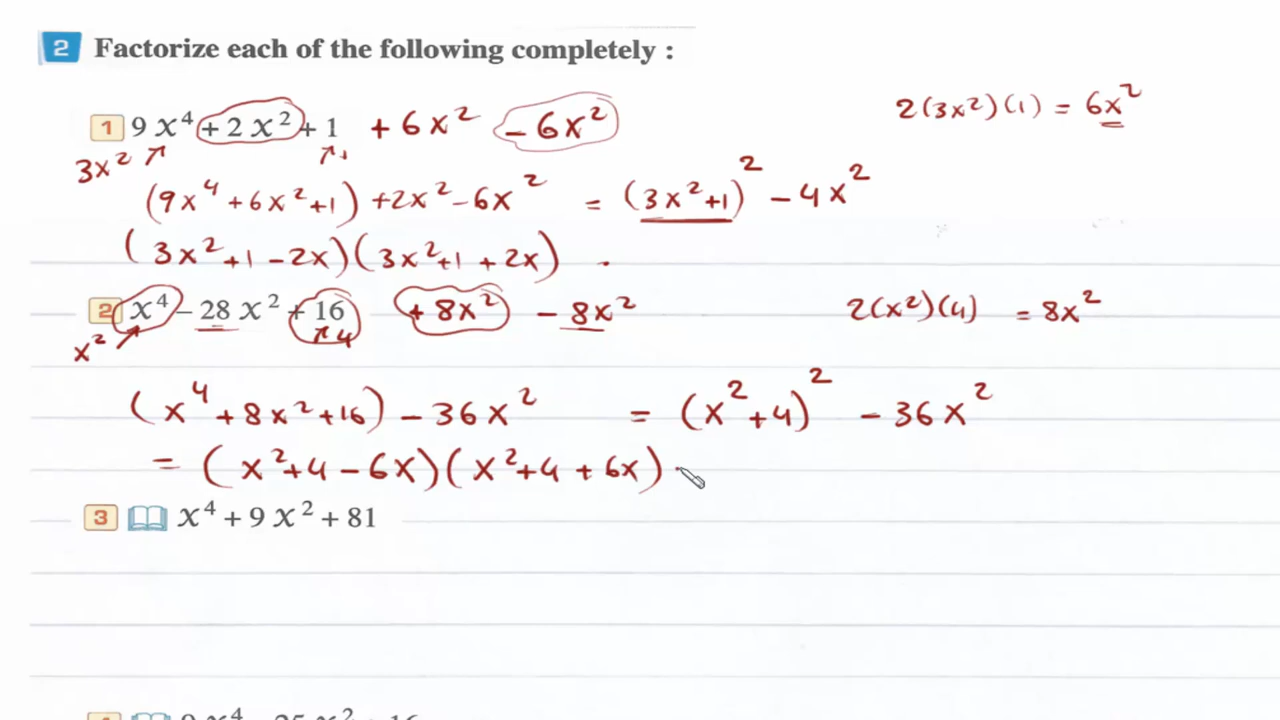 2 Factorize each of the following completely :
1 9x⁴ + 2x² + 1 + 6x² - 6x² 2(3x²)(1) = 6x²
3x² 1
(9x⁴ + 6x² + 1) + 2x² - 6x² = (3x² + 1)² - 4x²
(3x² + 1 - 2x)(3x² + 1 + 2x) .
2 x⁴ - 28x² + 16 + 8x² - 8x² 2(x²)(4) = 8x²
x² 4
(x⁴ + 8x² + 16) - 36x² = (x² + 4)² - 36x²
= (x² + 4 - 6x)(x² + 4 + 6x) .
3 x⁴ + 9x² + 81